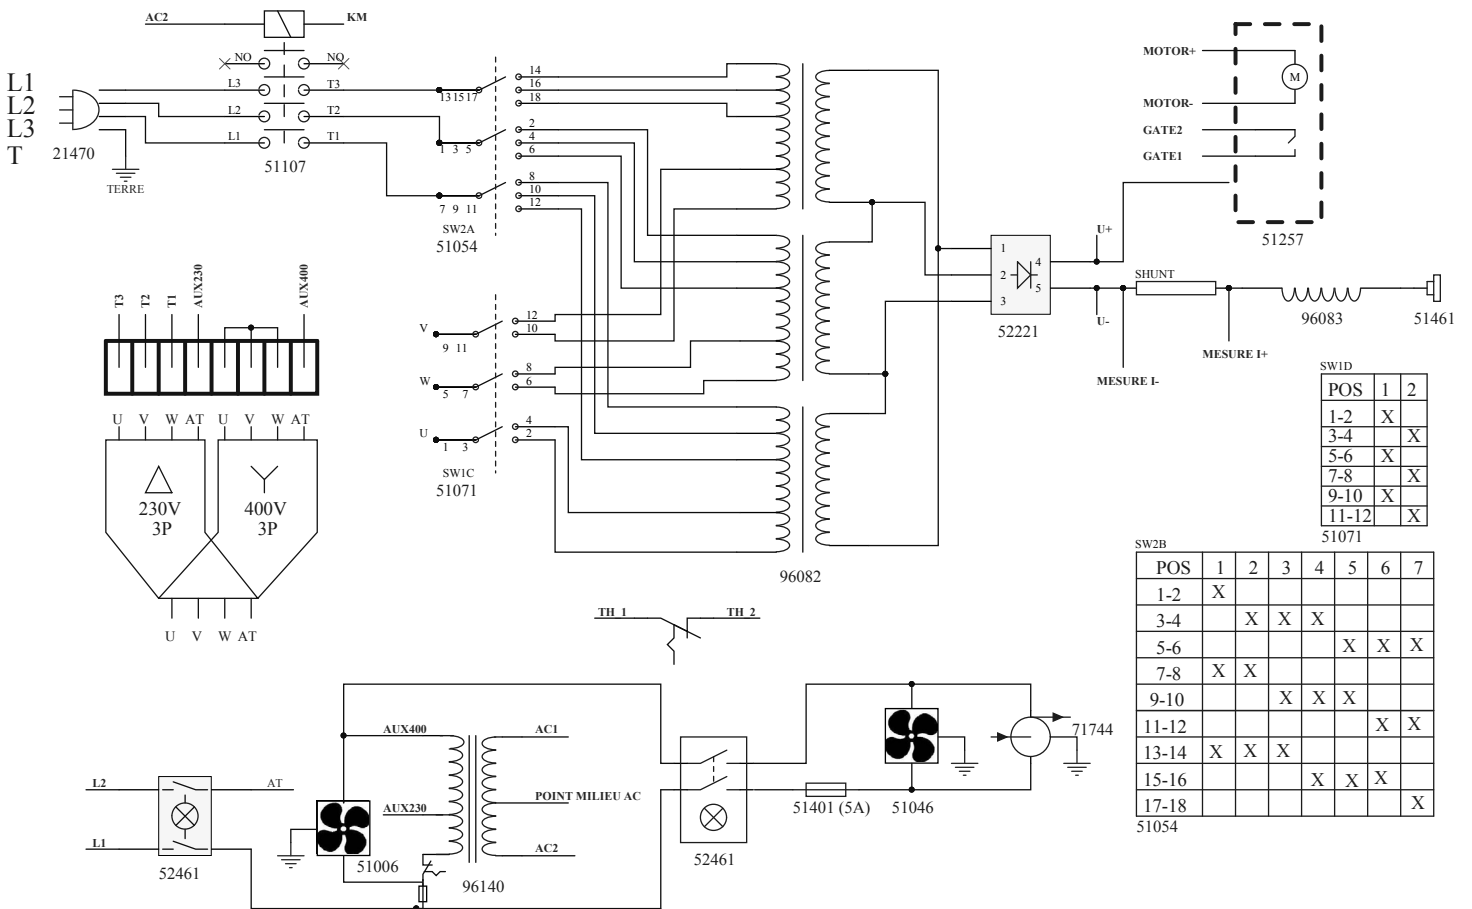 AC2 KM
NO NO
L1
L2
L3
T
21470
TERRE
L3 T3
L2 T2
L1 T1
51107
13 15 17
14
16
18
1 3 5
2
4
6
7 9 11
8
10
12
SW2A
51054
V
9 11
12
10
W
5 7
8
6
U
1 3
4
2
SW1C
51071
96082
T3 T2 T1 AUX230 AUX400
U V W AT U V W AT
230V
3P
400V
3P
U V W AT
1
2
3
4
5
52221
U+
U-
SHUNT
MESURE I-
MESURE I+
96083
51461
MOTOR+
M
MOTOR-
GATE2
GATE1
51257
SW1D
POS 1 2
1-2 X
3-4 X
5-6 X
7-8 X
9-10 X
11-12 X
51071
SW2B
POS 1 2 3 4 5 6 7
1-2 X
3-4 X X X
5-6 X X X
7-8 X X
9-10 X X X
11-12 X X
13-14 X X X
15-16 X X X
17-18 X
51054
TH_1 TH_2
L2 AT
L1
52461
51006
AUX400 AC1
AUX230 POINT MILIEU AC
AC2
96140
52461
51401 (5A)
51046
71744